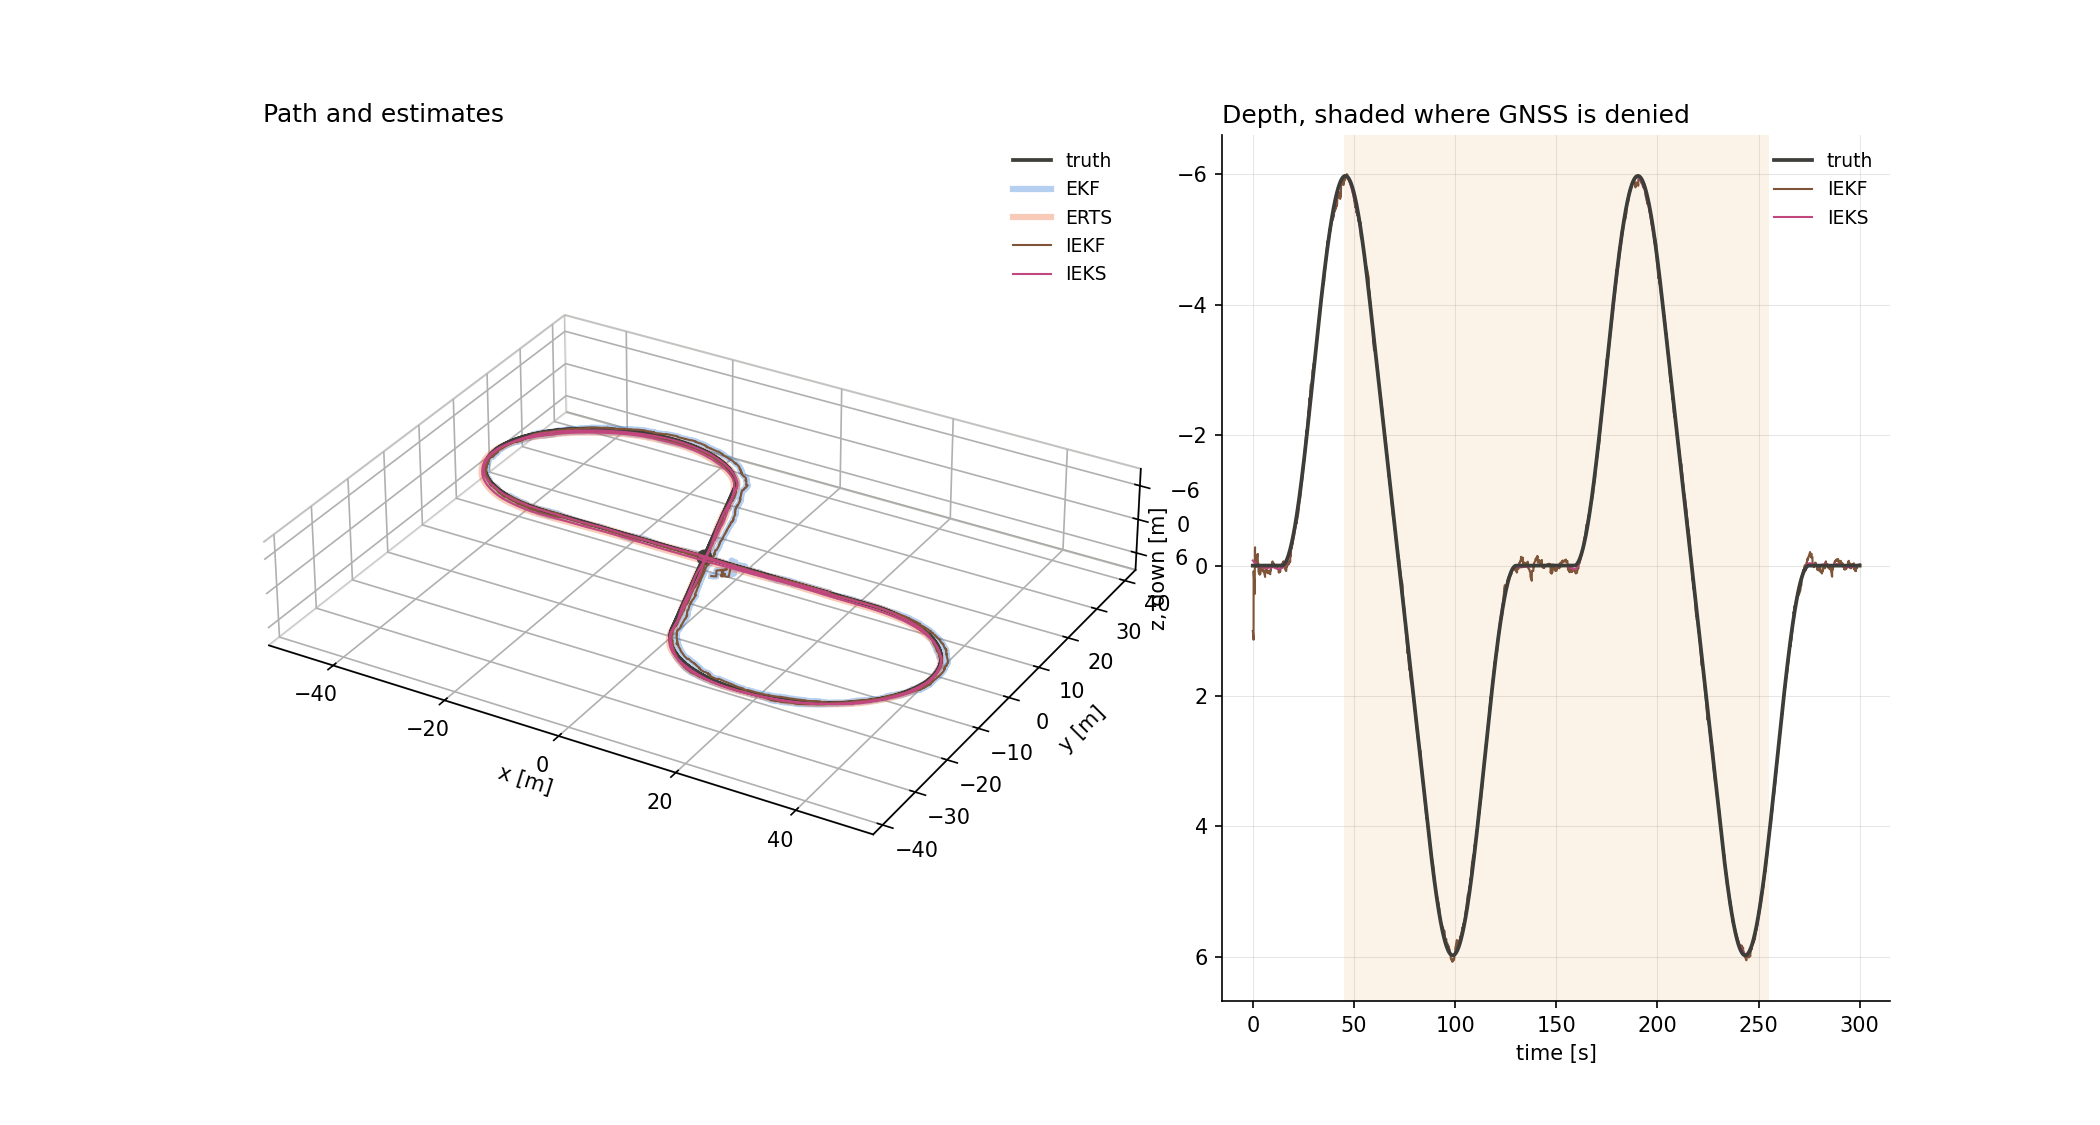 Path and estimates
truth
EKF
ERTS
IEKF
IEKS
−6
0
6
z, down [m]
40
30
20
10
0
−10
−20
−30
−40
y [m]
−40
−20
0
20
40
x [m]
Depth, shaded where GNSS is denied
truth
IEKF
IEKS
−6
−4
−2
0
2
4
6
0 50 100 150 200 250 300
time [s]